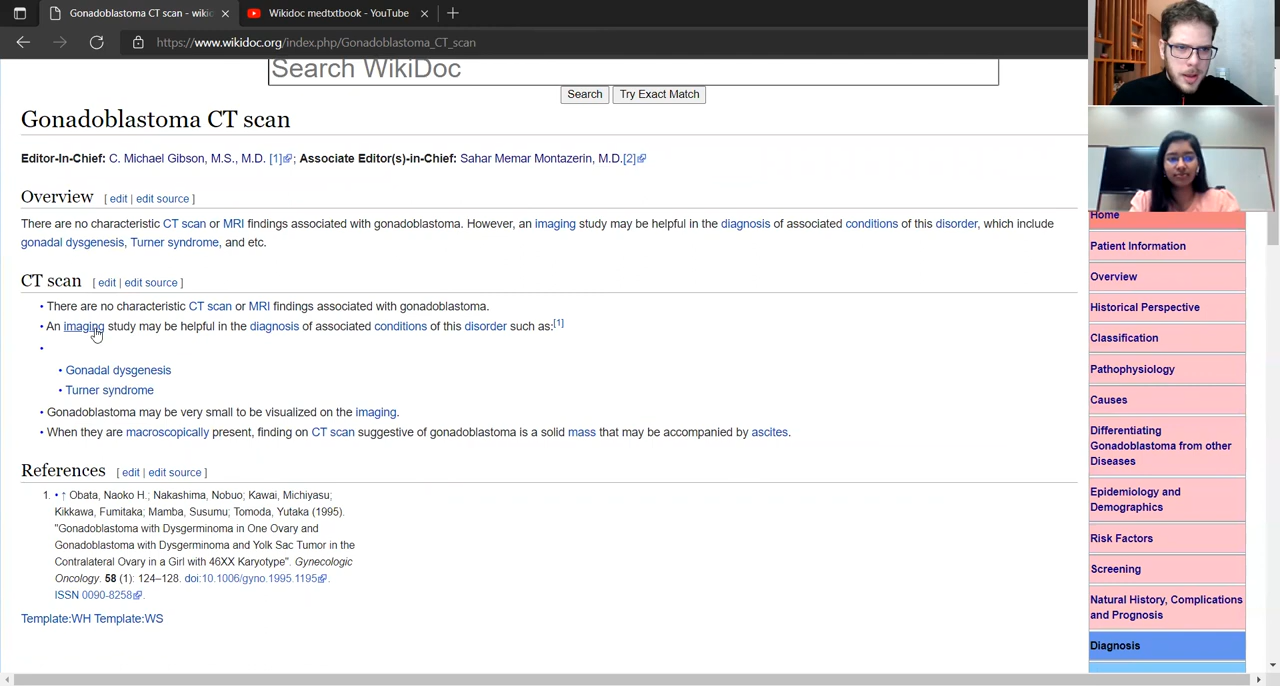 Gonadoblastoma CT scan - wikid
Wikidoc medtxtbook - YouTube
https://www.wikidoc.org/index.php/Gonadoblastoma_CT_scan
Search WikiDoc
Search Try Exact Match
Gonadoblastoma CT scan
Editor-In-Chief: C. Michael Gibson, M.S., M.D. [1]; Associate Editor(s)-in-Chief: Sahar Memar Montazerin, M.D.[2]
Overview [ edit | edit source ]
There are no characteristic CT scan or MRI findings associated with gonadoblastoma. However, an imaging study may be helpful in the diagnosis of associated conditions of this disorder, which include
gonadal dysgenesis, Turner syndrome, and etc.
CT scan [ edit | edit source ]
• There are no characteristic CT scan or MRI findings associated with gonadoblastoma.
• An imaging study may be helpful in the diagnosis of associated conditions of this disorder such as:[1]
•
• Gonadal dysgenesis
• Turner syndrome
• Gonadoblastoma may be very small to be visualized on the imaging.
• When they are macroscopically present, finding on CT scan suggestive of gonadoblastoma is a solid mass that may be accompanied by ascites.
References [ edit | edit source ]
1. • ↑ Obata, Naoko H.; Nakashima, Nobuo; Kawai, Michiyasu;
Kikkawa, Fumitaka; Mamba, Susumu; Tomoda, Yutaka (1995).
"Gonadoblastoma with Dysgerminoma in One Ovary and
Gonadoblastoma with Dysgerminoma and Yolk Sac Tumor in the
Contralateral Ovary in a Girl with 46XX Karyotype". Gynecologic
Oncology. 58 (1): 124–128. doi:10.1006/gyno.1995.1195.
ISSN 0090-8258.
Template:WH Template:WS
Home
Patient Information
Overview
Historical Perspective
Classification
Pathophysiology
Causes
Differentiating
Gonadoblastoma from other
Diseases
Epidemiology and
Demographics
Risk Factors
Screening
Natural History, Complications
and Prognosis
Diagnosis